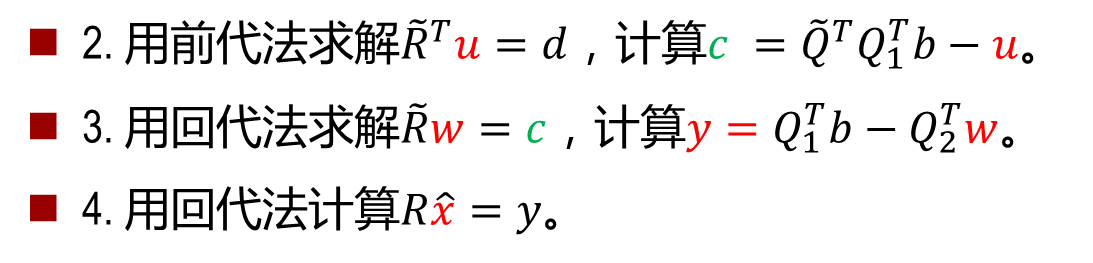 ■ 2. 用前代法求解R̃ᵀu = d，计算c = Q̃ᵀQ₁ᵀb − u。
■ 3. 用回代法求解R̃w = c，计算y = Q₁ᵀb − Q₂ᵀw。
■ 4. 用回代法计算Rx̂ = y。